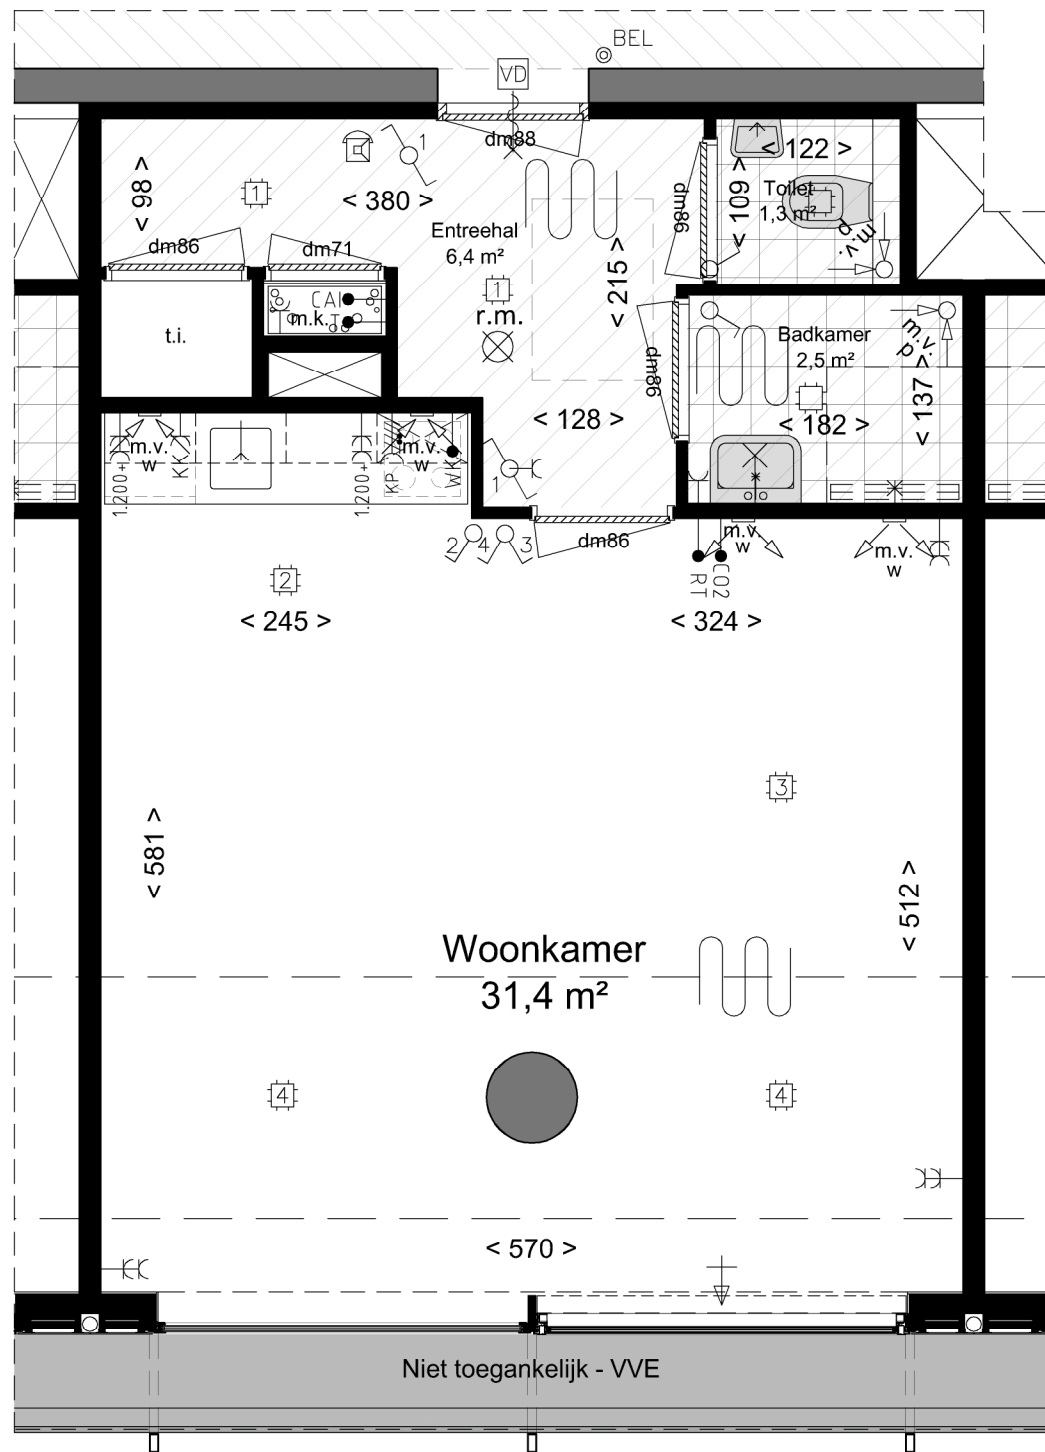 BEL
VD
dm88
1
< 98 >
1
< 380 >
dm86
dm71
Entreehal
6,4 m²
1
r.m.
< 215 >
dm86
< 109 >
< 122 >
Toilet
1,3 m²
m.v.
p
t.i.
CAI
m.k.
T
dm86
Badkamer
2,5 m²
m.v.
p
< 137 >
< 182 >
< 128 >
m.v.
w
KK
1.200+
1.200+
m.v.
w
KP
WK
1
2
4
3
dm86
m.v.
w
RT
CO2
m.v.
w
2
< 245 >
< 324 >
3
< 581 >
< 512 >
Woonkamer
31,4 m²
4
4
< 570 >
Niet toegankelijk - VVE